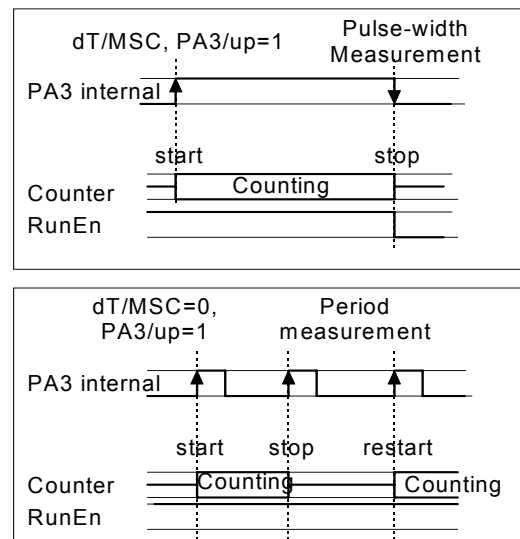 dT/MSC, PA3/up=1
Pulse-width
Measurement
PA3 internal
start
stop
Counter
Counting
RunEn
dT/MSC=0,
PA3/up=1
Period
measurement
PA3 internal
start
stop
restart
Counter
Counting
Counting
RunEn